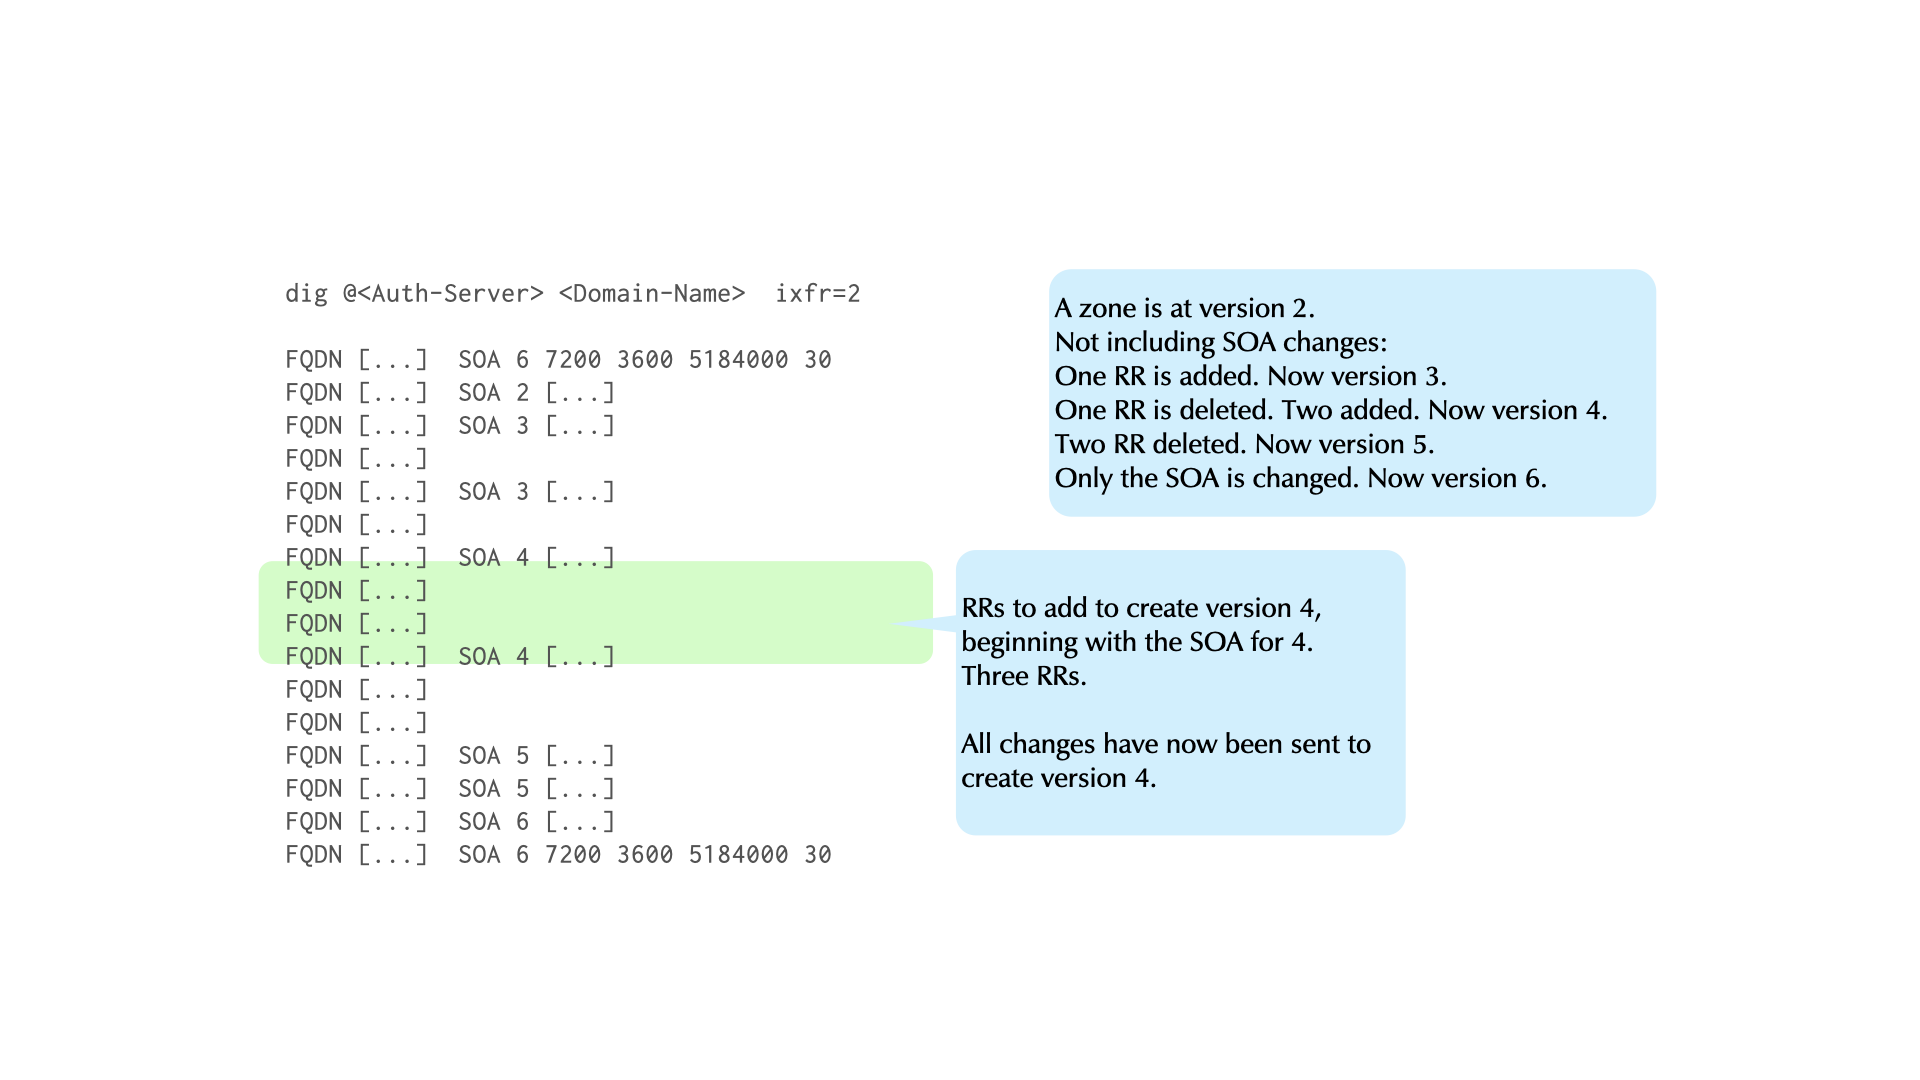 dig @<Auth-Server> <Domain-Name>  ixfr=2
FQDN [...]  SOA 6 7200 3600 5184000 30
FQDN [...]  SOA 2 [...]
FQDN [...]  SOA 3 [...]
FQDN [...]
FQDN [...]  SOA 3 [...]
FQDN [...]
FQDN [...]  SOA 4 [...]
FQDN [...]
FQDN [...]
FQDN [...]  SOA 4 [...]
FQDN [...]
FQDN [...]
FQDN [...]  SOA 5 [...]
FQDN [...]  SOA 5 [...]
FQDN [...]  SOA 6 [...]
FQDN [...]  SOA 6 7200 3600 5184000 30
A zone is at version 2.
Not including SOA changes:
One RR is added. Now version 3.
One RR is deleted. Two added. Now version 4.
Two RR deleted. Now version 5.
Only the SOA is changed. Now version 6.
RRs to add to create version 4,
beginning with the SOA for 4.
Three RRs.
All changes have now been sent to
create version 4.